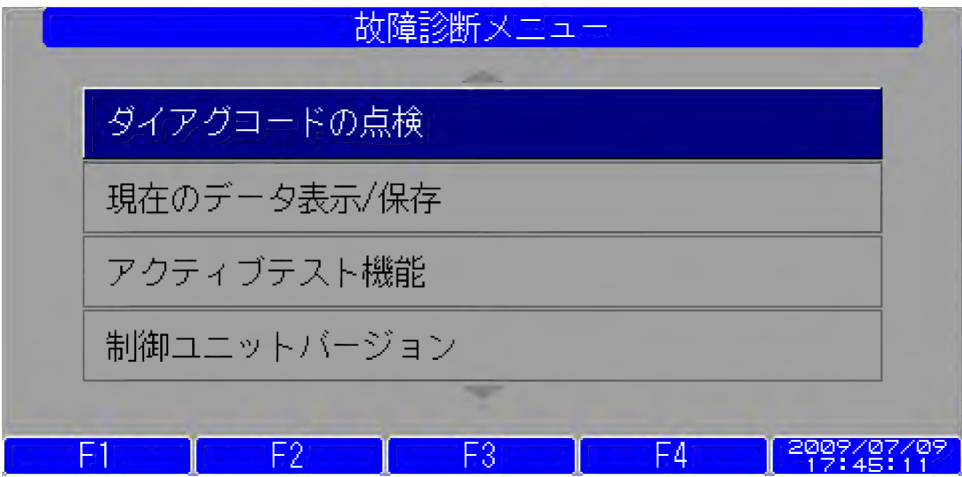 故障診断メニュー
ダイアグコードの点検
現在のデータ表示/保存
アクティブテスト機能
制御ユニットバージョン
F1 F2 F3 F4 2009/07/09
17:45:11